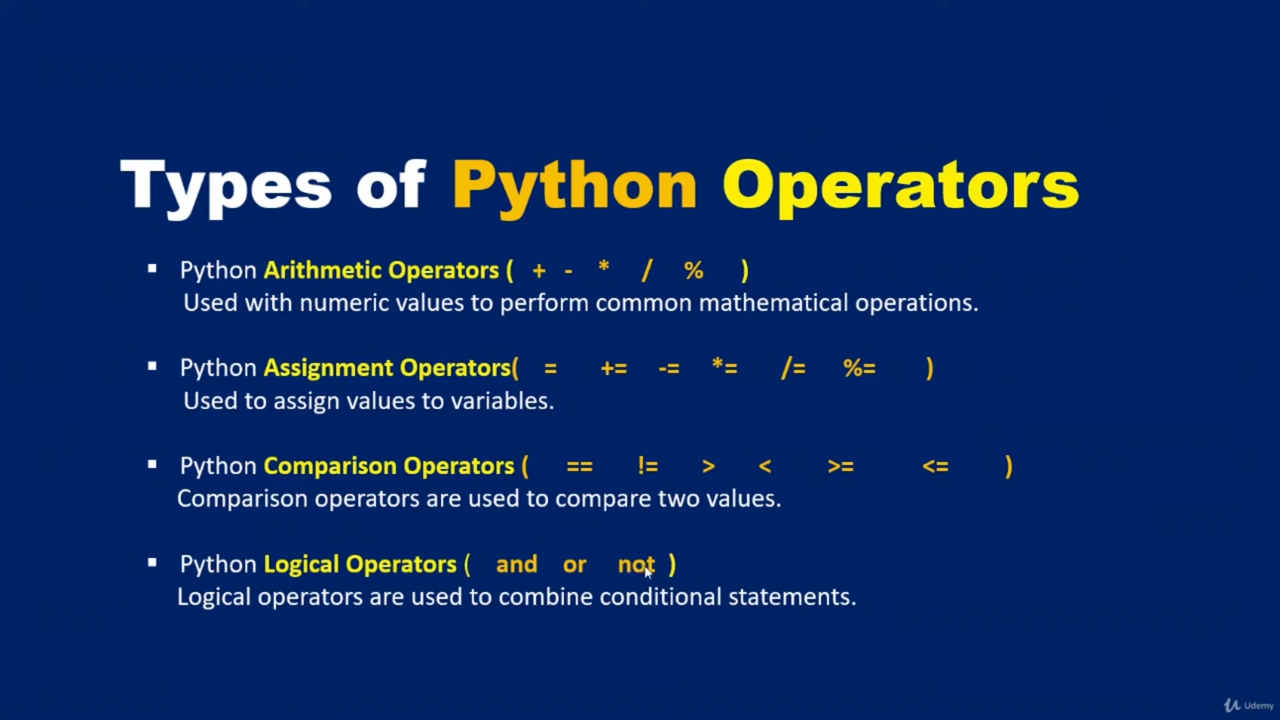 Types of Python Operators
▪ Python Arithmetic Operators ( + - * / % )
Used with numeric values to perform common mathematical operations.
▪ Python Assignment Operators( = += -= *= /= %= )
Used to assign values to variables.
▪ Python Comparison Operators ( == != > < >= <= )
Comparison operators are used to compare two values.
▪ Python Logical Operators ( and or not )
Logical operators are used to combine conditional statements.
Udemy